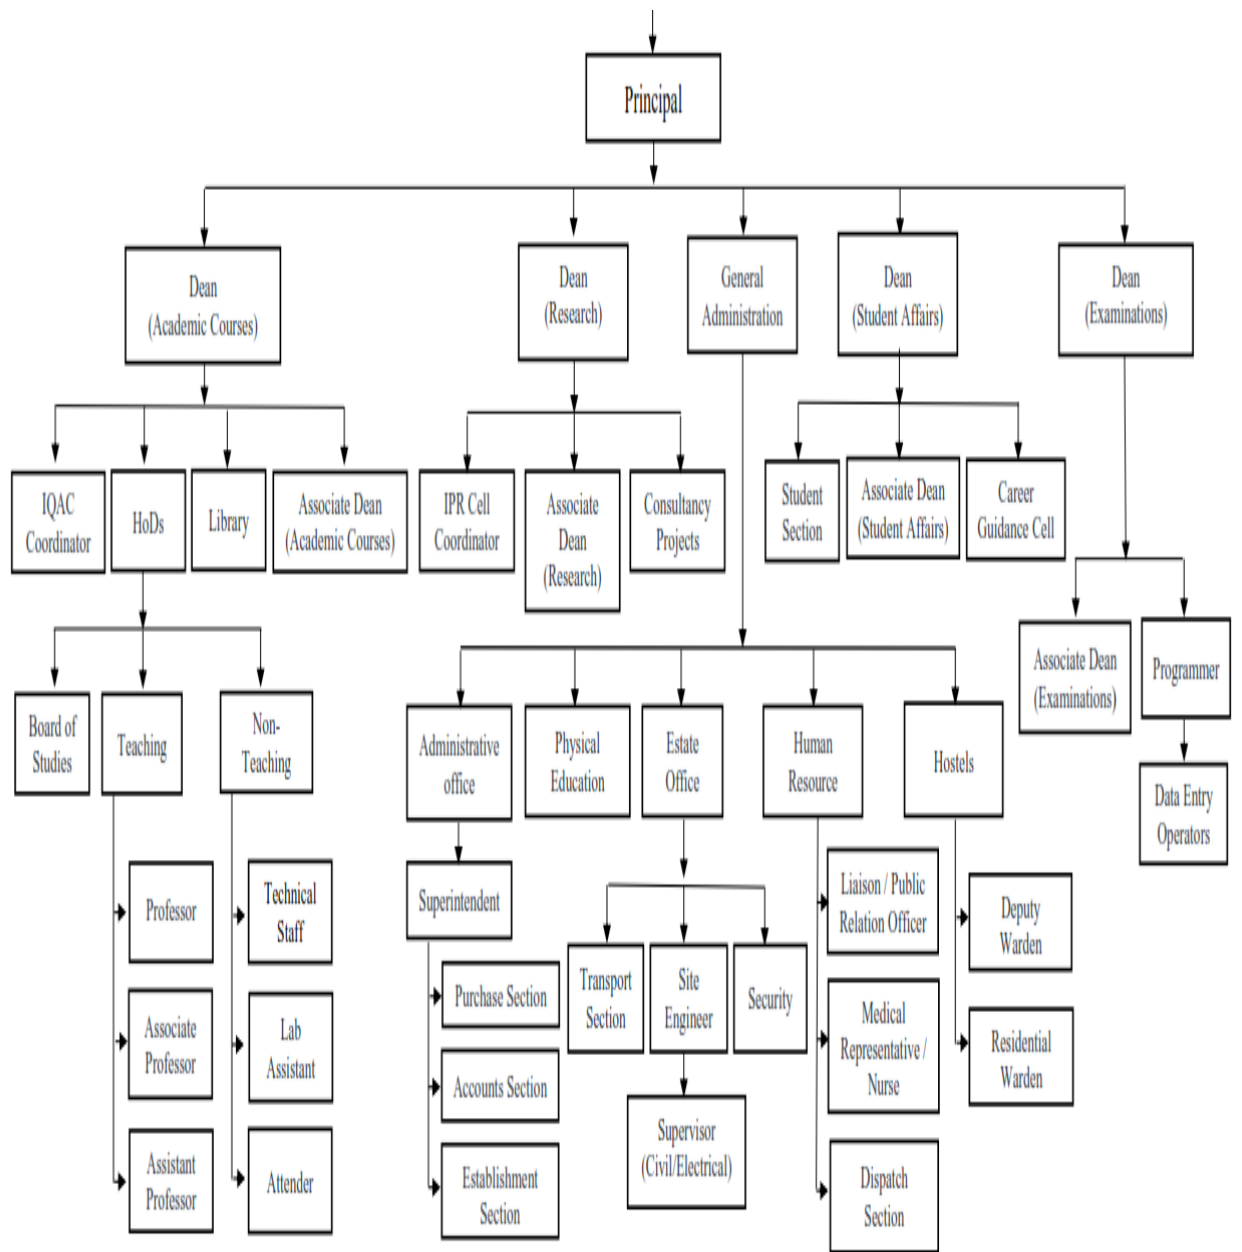 Principal
Dean
(Academic Courses)
Dean
(Research)
General
Administration
Dean
(Student Affairs)
Dean
(Examinations)
IQAC
Coordinator
HoDs
Library
Associate Dean
(Academic Courses)
IPR Cell
Coordinator
Associate
Dean
(Research)
Consultancy
Projects
Student
Section
Associate Dean
(Student Affairs)
Career
Guidance Cell
Associate Dean
(Examinations)
Programmer
Data Entry
Operators
Board of
Studies
Teaching
Non-
Teaching
Administrative
office
Physical
Education
Estate
Office
Human
Resource
Hostels
Professor
Associate
Professor
Assistant
Professor
Technical
Staff
Lab
Assistant
Attender
Superintendent
Purchase Section
Accounts Section
Establishment
Section
Transport
Section
Site
Engineer
Security
Supervisor
(Civil/Electrical)
Liaison / Public
Relation Officer
Medical
Representative /
Nurse
Dispatch
Section
Deputy
Warden
Residential
Warden